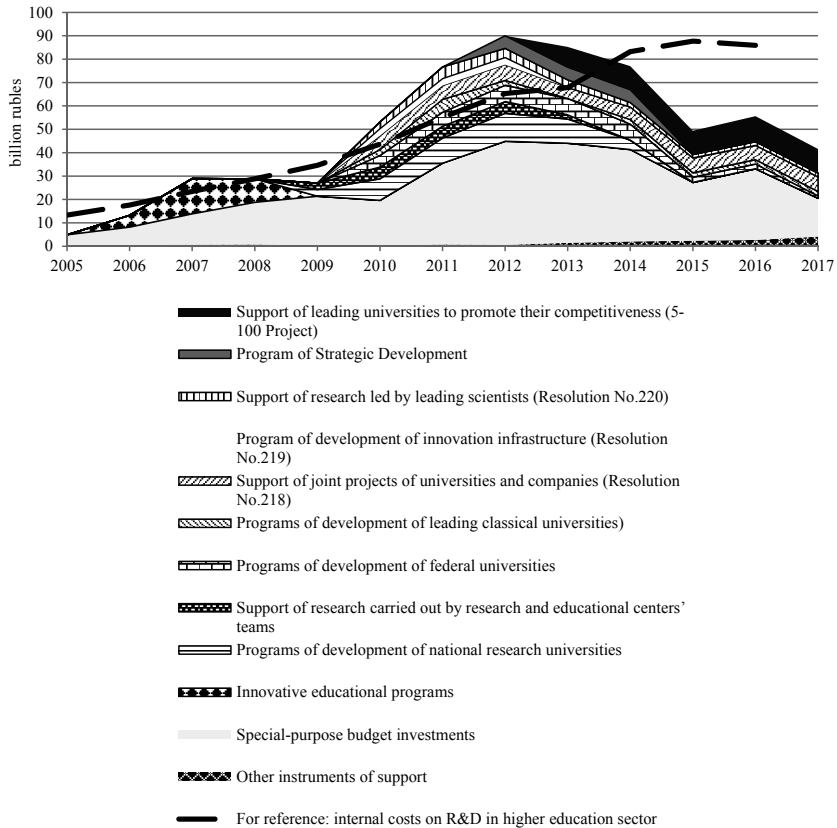 100
90
80
70
60
50
40
30
20
10
0
billion rubles
2005 2006 2007 2008 2009 2010 2011 2012 2013 2014 2015 2016 2017
Support of leading universities to promote their competitiveness (5-
100 Project)
Program of Strategic Development
Support of research led by leading scientists (Resolution No.220)
Program of development of innovation infrastructure (Resolution
No.219)
Support of joint projects of universities and companies (Resolution
No.218)
Programs of development of leading classical universities)
Programs of development of federal universities
Support of research carried out by research and educational centers’
teams
Programs of development of national research universities
Innovative educational programs
Special-purpose budget investments
Other instruments of support
For reference: internal costs on R&D in higher education sector